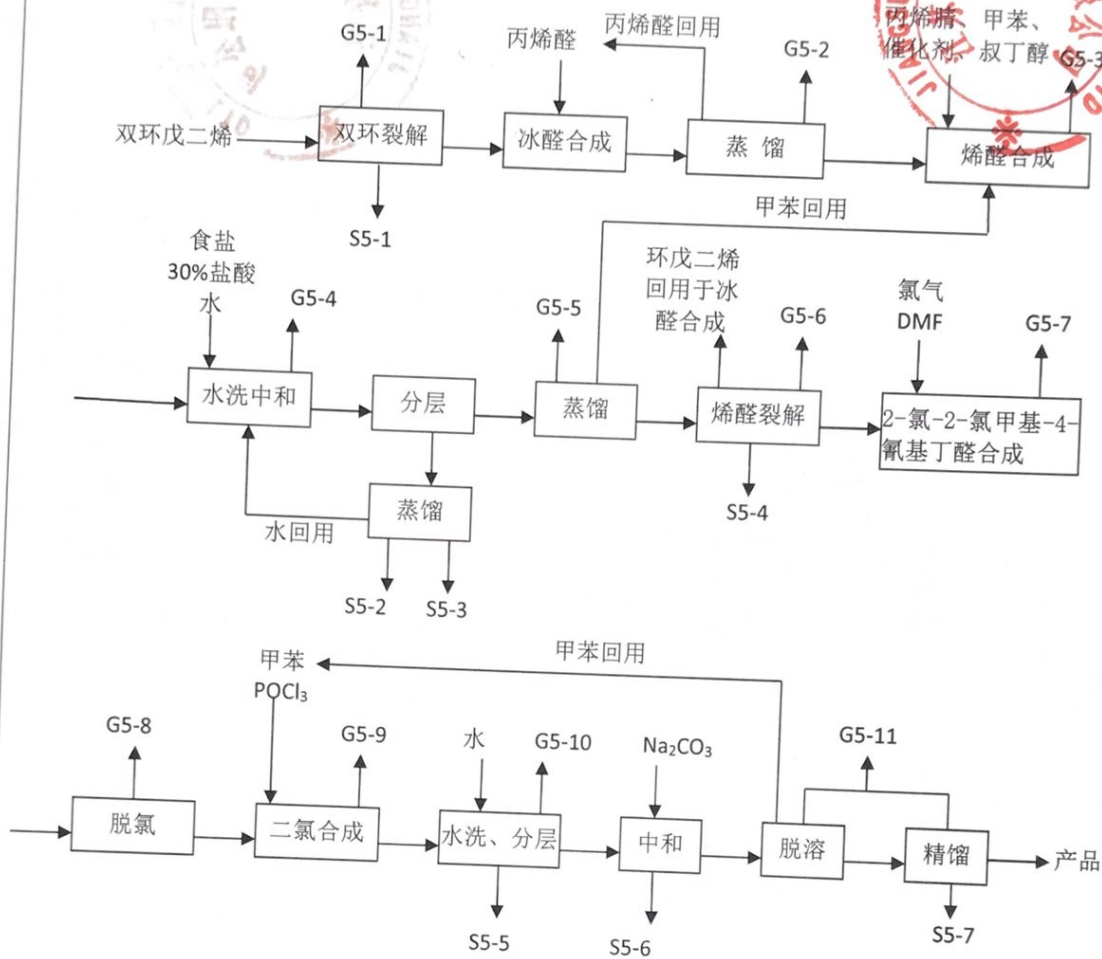 G5-1
丙烯醛
丙烯醛回用
G5-2
丙烯腈、甲苯、
催化剂、叔丁醇
G5-3
双环戊二烯
双环裂解
冰醛合成
蒸 馏
烯醛合成
S5-1
甲苯回用
食盐
30%盐酸
水
G5-4
G5-5
环戊二烯
回用于冰
醛合成
G5-6
氯气
DMF
G5-7
水洗中和
分层
蒸馏
烯醛裂解
2-氯-2-氯甲基-4-
氰基丁醛合成
蒸馏
水回用
S5-4
S5-2
S5-3
甲苯
POCl₃
甲苯回用
G5-8
G5-9
水
G5-10
Na₂CO₃
G5-11
脱氯
二氯合成
水洗、分层
中和
脱溶
精馏
产品
S5-5
S5-6
S5-7